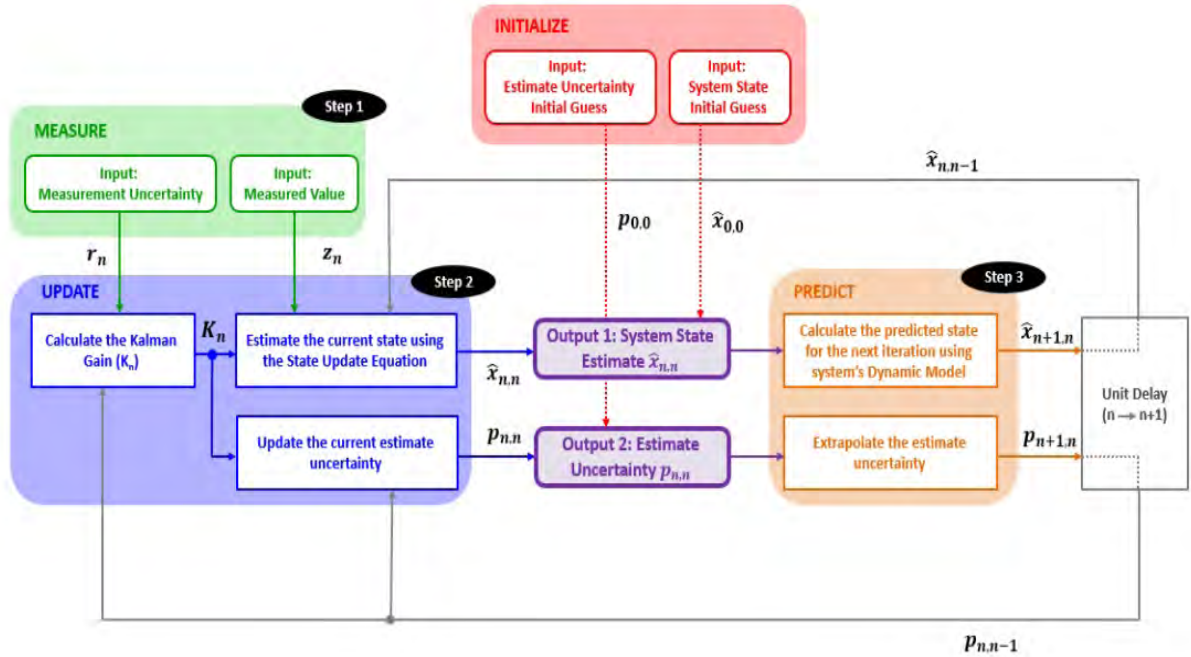 INITIALIZE
Input:
Estimate Uncertainty
Initial Guess
Input:
System State
Initial Guess
Step 1
MEASURE
Input:
Measurement Uncertainty
Input:
Measured Value
x̂n,n−1
p0,0
x̂0,0
rn
zn
Step 2
UPDATE
Calculate the Kalman
Gain (Kn)
Kn
Estimate the current state using
the State Update Equation
x̂n,n
Output 1: System State
Estimate x̂n,n
Step 3
PREDICT
Calculate the predicted state
for the next iteration using
system's Dynamic Model
x̂n+1,n
Unit Delay
(n → n+1)
Update the current estimate
uncertainty
pn,n
Output 2: Estimate
Uncertainty pn,n
Extrapolate the estimate
uncertainty
pn+1,n
pn,n−1